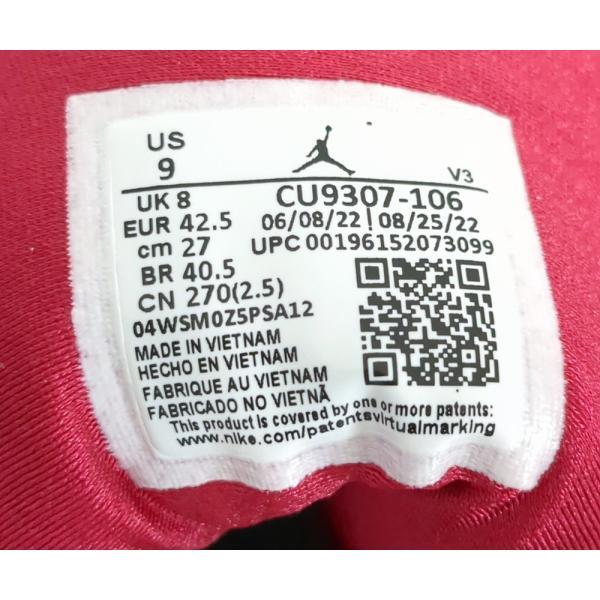 US
9
V3
UK 8
CU9307-106
EUR 42.5
06/08/22 | 08/25/22
cm 27
UPC 00196152073099
BR 40.5
CN 270(2.5)
04WSM0Z5PSA12
MADE IN VIETNAM
HECHO EN VIETNAM
FABRIQUE AU VIETNAM
FABRICADO NO VIETNÃ
This product is covered by one or more patents:
www.nike.com/patentsvirtualmarking